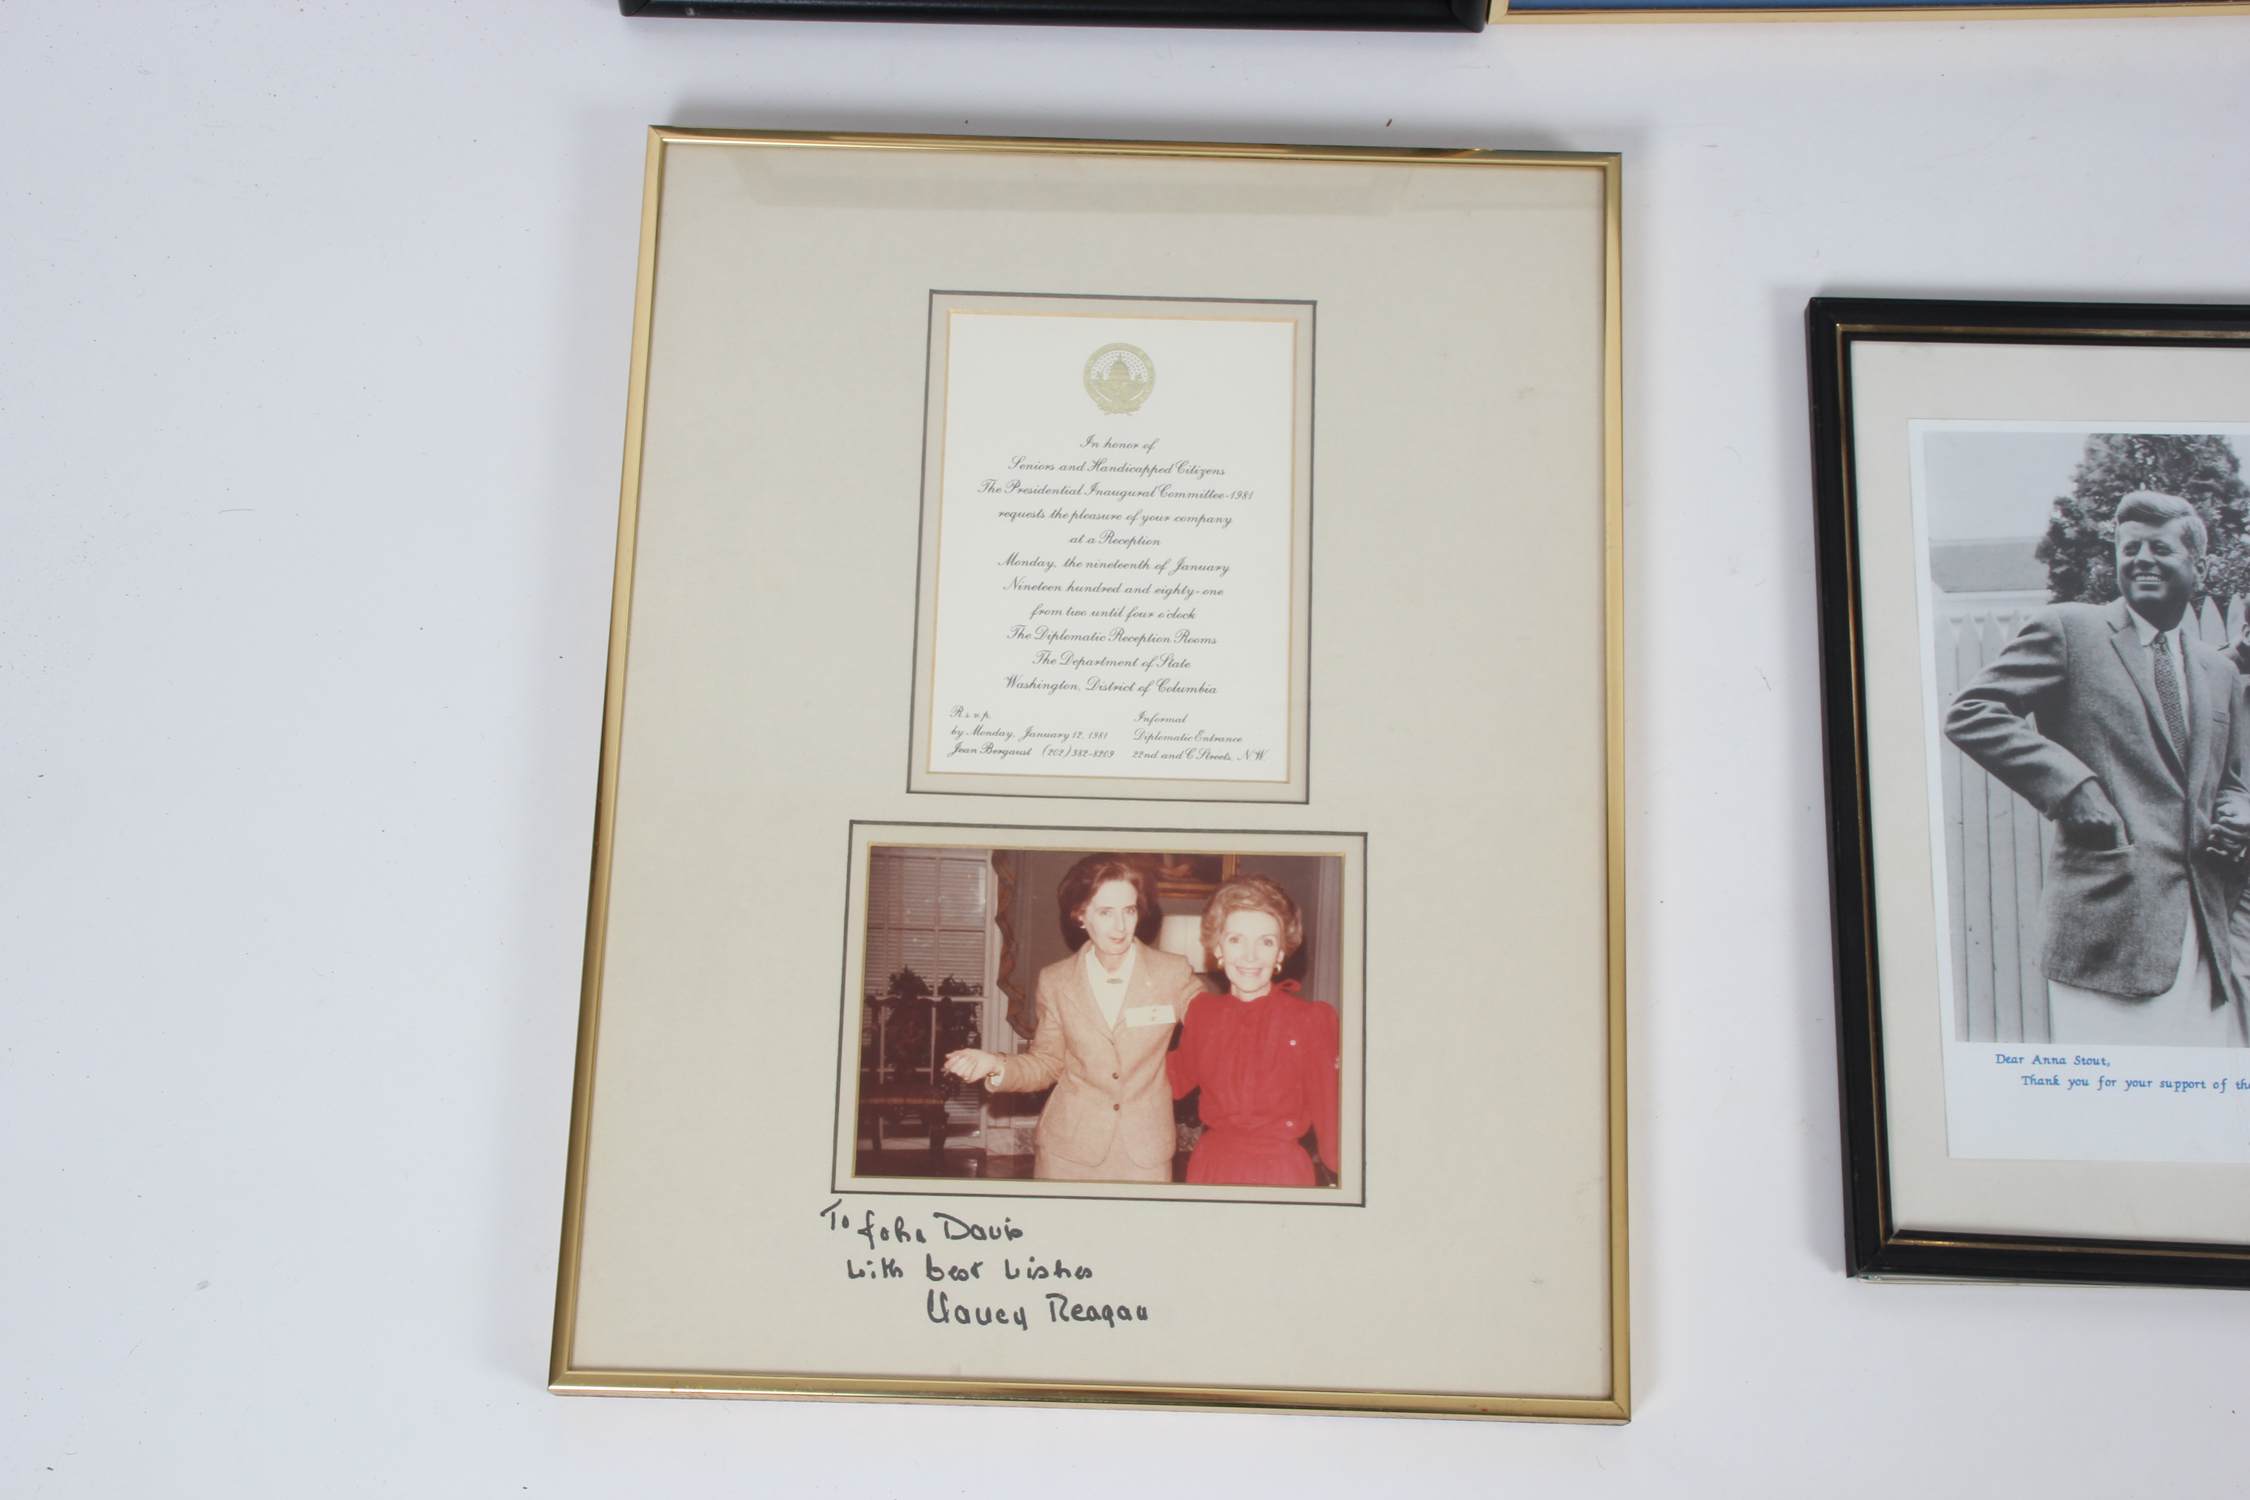 In honor of
Seniors and Handicapped Citizens
The Presidential Inaugural Committee-1981
requests the pleasure of your company
at a Reception
Monday, the nineteenth of January
Nineteen hundred and eighty-one
from two until four o'clock
The Diplomatic Reception Rooms
The Department of State
Washington, District of Columbia
R.s.v.p.
by Monday, January 12, 1981
Jean Bergaust (202) 382-8209
Informal
Diplomatic Entrance
22nd and C Streets, N.W.
To John Davis
with best wishes
Nancy Reagan
Dear Anna Stout,
Thank you for your support of the